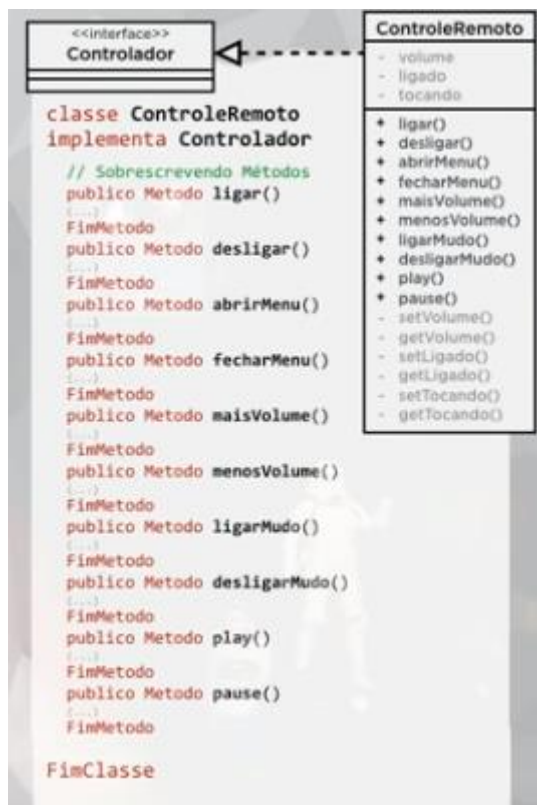 <<interface>>
Controlador
ControleRemoto
- volume
- ligado
- tocando
+ ligar()
+ desligar()
+ abrirMenu()
+ fecharMenu()
+ maisVolume()
+ menosVolume()
+ ligarMudo()
+ desligarMudo()
+ play()
+ pause()
- setVolume()
- getVolume()
- setLigado()
- getLigado()
- setTocando()
- getTocando()
classe ControleRemoto
implementa Controlador
// Sobrescrevendo Métodos
publico Metodo ligar()
(...)
FimMetodo
publico Metodo desligar()
(...)
FimMetodo
publico Metodo abrirMenu()
(...)
FimMetodo
publico Metodo fecharMenu()
(...)
FimMetodo
publico Metodo maisVolume()
(...)
FimMetodo
publico Metodo menosVolume()
(...)
FimMetodo
publico Metodo ligarMudo()
(...)
FimMetodo
publico Metodo desligarMudo()
(...)
FimMetodo
publico Metodo play()
(...)
FimMetodo
publico Metodo pause()
(...)
FimMetodo
FimClasse